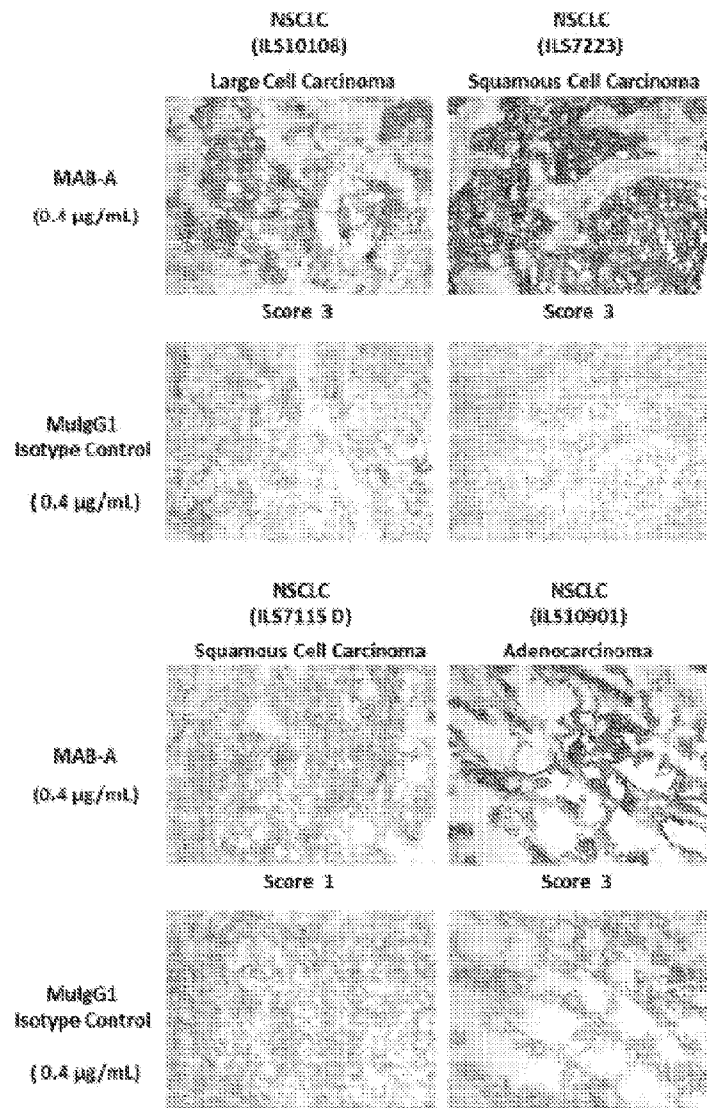 NSCLC
(ILS10108)
Large Cell Carcinoma
NSCLC
(ILS7223)
Squamous Cell Carcinoma
MAB-A
(0.4 µg/mL)
Score 3
Score 3
MuIgG1
Isotype Control
(0.4 µg/mL)
NSCLC
(ILS7115 D)
Squamous Cell Carcinoma
NSCLC
(ILS10901)
Adenocarcinoma
MAB-A
(0.4 µg/mL)
Score 1
Score 3
MuIgG1
Isotype Control
(0.4 µg/mL)